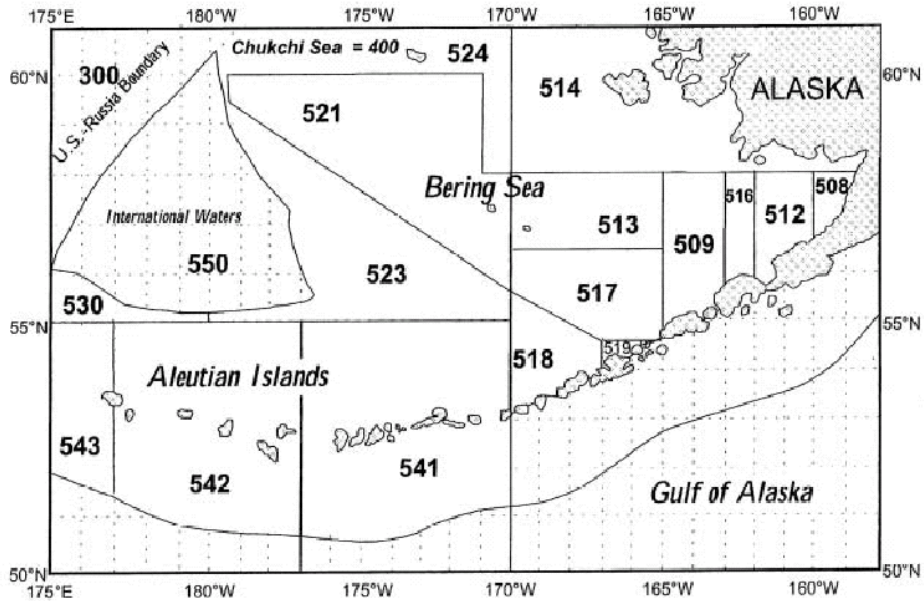 180°W 175°W 170°W 165°W 160°W
60°N
60°N
300
U.S.-Russia Boundary
Chukchi Sea = 400
524
521
514
ALASKA
Bering Sea
International Waters
550
530
523
513
509
516
512
508
517
55°N
55°N
518
519
Aleutian Islands
543
542
541
Gulf of Alaska
50°N
50°N
175°E 180°W 175°W 170°W 165°W 160°W